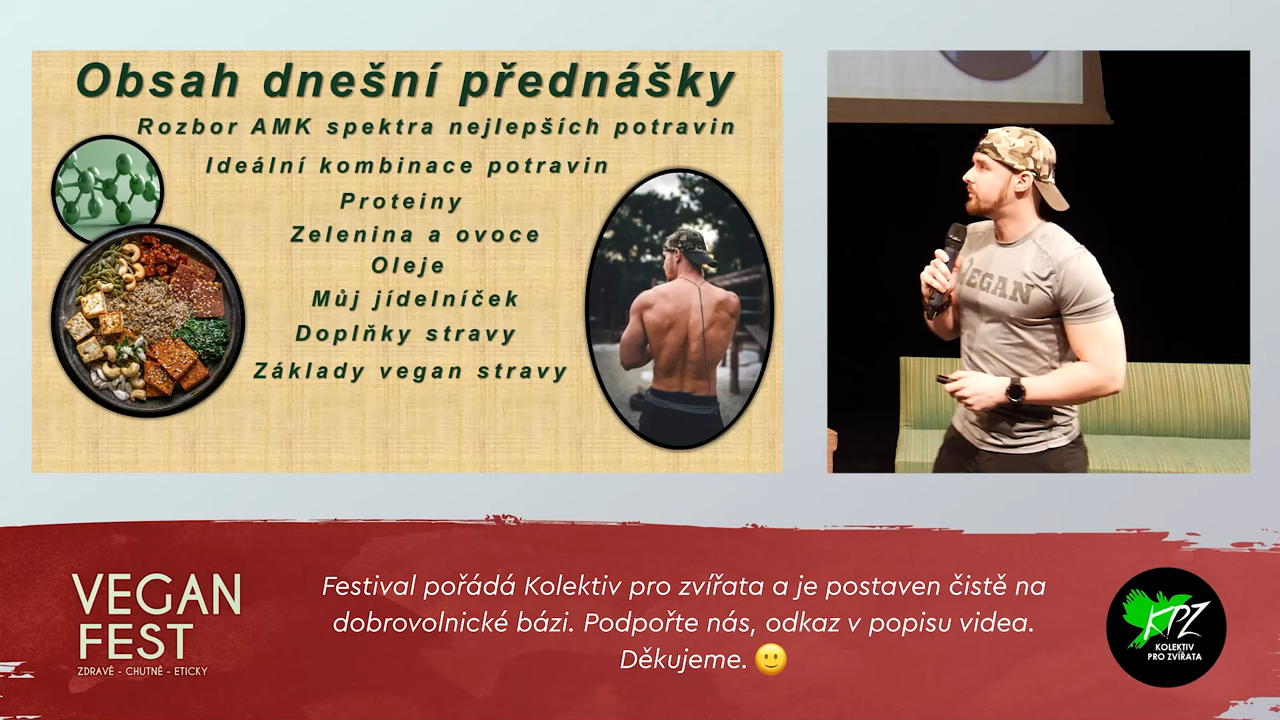 Obsah dnešní přednášky
Rozbor AMK spektra nejlepších potravin
Ideální kombinace potravin
Proteiny
Zelenina a ovoce
Oleje
Můj jídelníček
Doplňky stravy
Základy vegan stravy
VEGAN
VEGAN
FEST
ZDRAVĚ - CHUTNĚ - ETICKY
Festival pořádá Kolektiv pro zvířata a je postaven čistě na
dobrovolnické bázi. Podpořte nás, odkaz v popisu videa.
Děkujeme. 🙂
KPZ
KOLEKTIV
PRO ZVÍŘATA